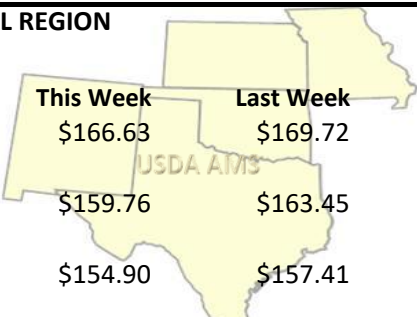 L REGION
This Week Last Week
$166.63 $169.72
USDA AMS
$159.76 $163.45
$154.90 $157.41